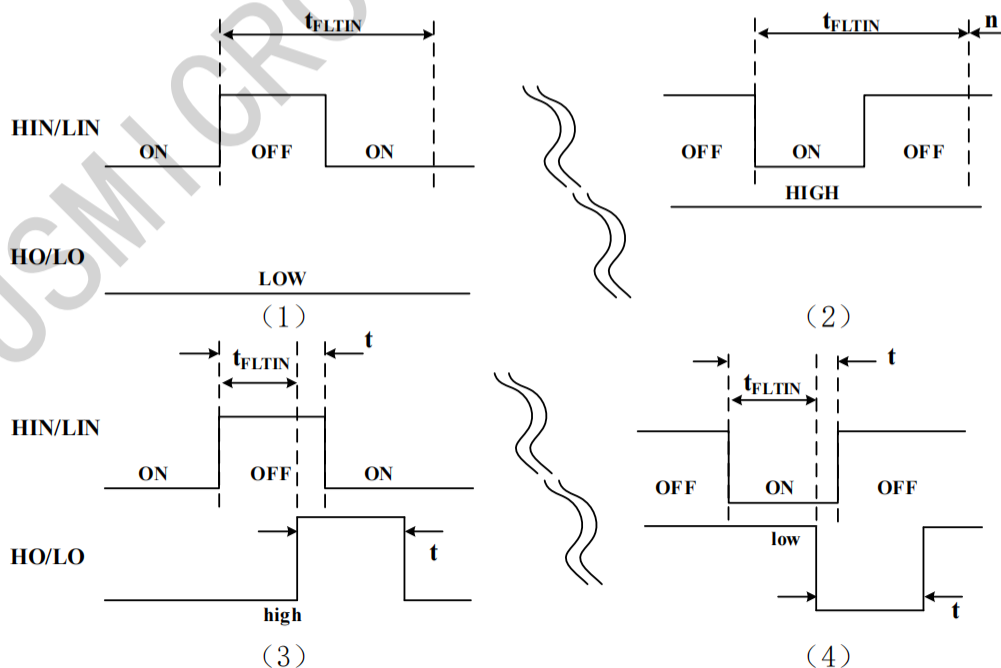 tFLTIN
tFLTIN n
HIN/LIN
ON OFF ON
OFF ON OFF
HIGH
HO/LO
LOW
(1)
(2)
t
tFLTIN
t
tFLTIN
HIN/LIN
ON OFF ON
OFF ON OFF
HO/LO
t
high
low
t
(3)
(4)
USMICRO